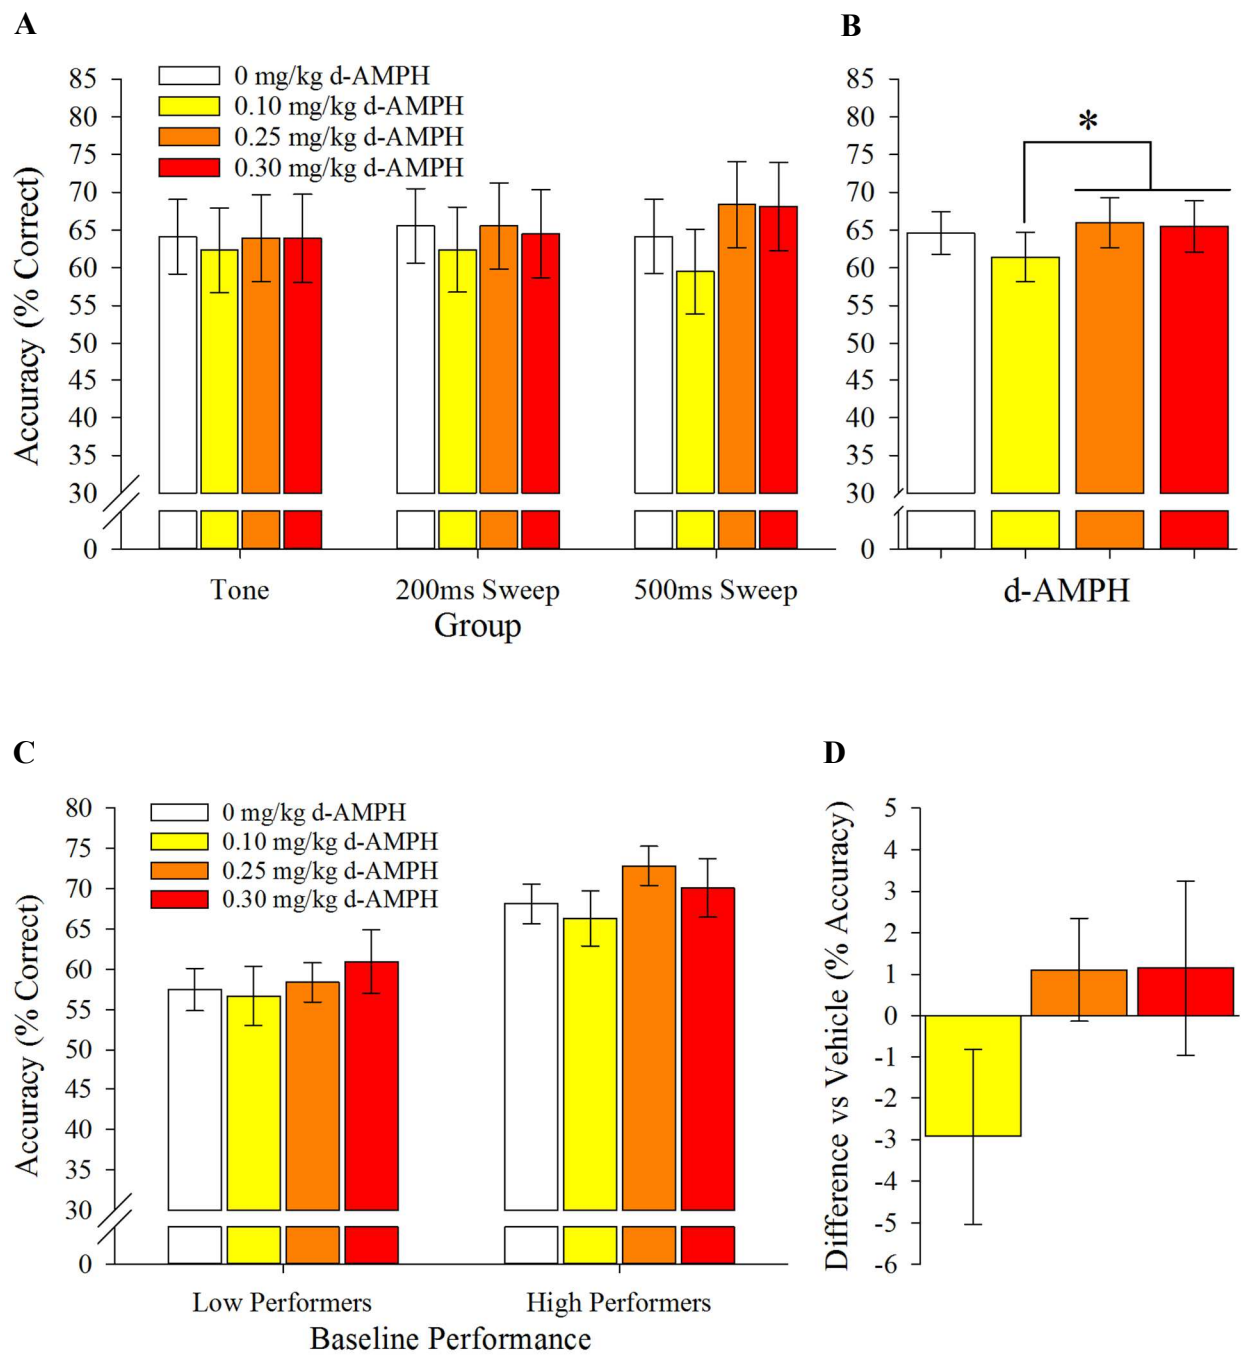 A
Accuracy (% Correct)
85
80
75
70
65
60
55
50
45
40
35
30
0
0 mg/kg d-AMPH
0.10 mg/kg d-AMPH
0.25 mg/kg d-AMPH
0.30 mg/kg d-AMPH
Tone
200ms Sweep
500ms Sweep
Group
B
85
80
75
70
65
60
55
50
45
40
35
30
0
*
d-AMPH
C
Accuracy (% Correct)
80
75
70
65
60
55
50
45
40
35
30
0
0 mg/kg d-AMPH
0.10 mg/kg d-AMPH
0.25 mg/kg d-AMPH
0.30 mg/kg d-AMPH
Low Performers
High Performers
Baseline Performance
D
Difference vs Vehicle (% Accuracy)
5
4
3
2
1
0
-1
-2
-3
-4
-5
-6